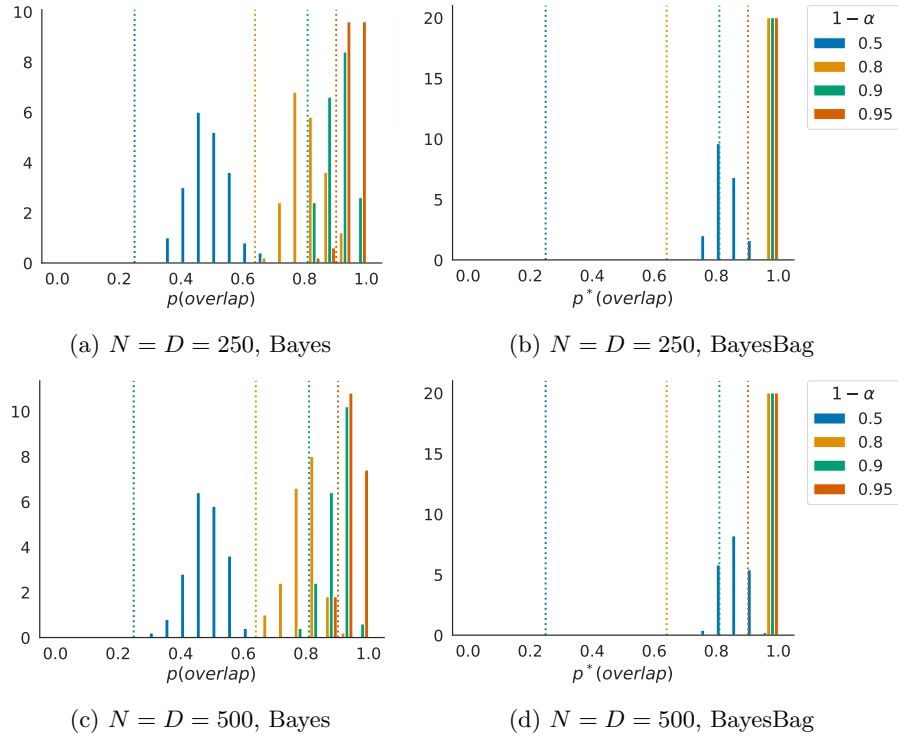 10
8
6
4
2
0
0.0 0.2 0.4 0.6 0.8 1.0
p(overlap)
(a) N = D = 250, Bayes
20
15
10
5
0
0.0 0.2 0.4 0.6 0.8 1.0
p*(overlap)
1 − α
0.5
0.8
0.9
0.95
(b) N = D = 250, BayesBag
10
8
6
4
2
0
0.0 0.2 0.4 0.6 0.8 1.0
p(overlap)
(c) N = D = 500, Bayes
20
15
10
5
0
0.0 0.2 0.4 0.6 0.8 1.0
p*(overlap)
1 − α
0.5
0.8
0.9
0.95
(d) N = D = 500, BayesBag